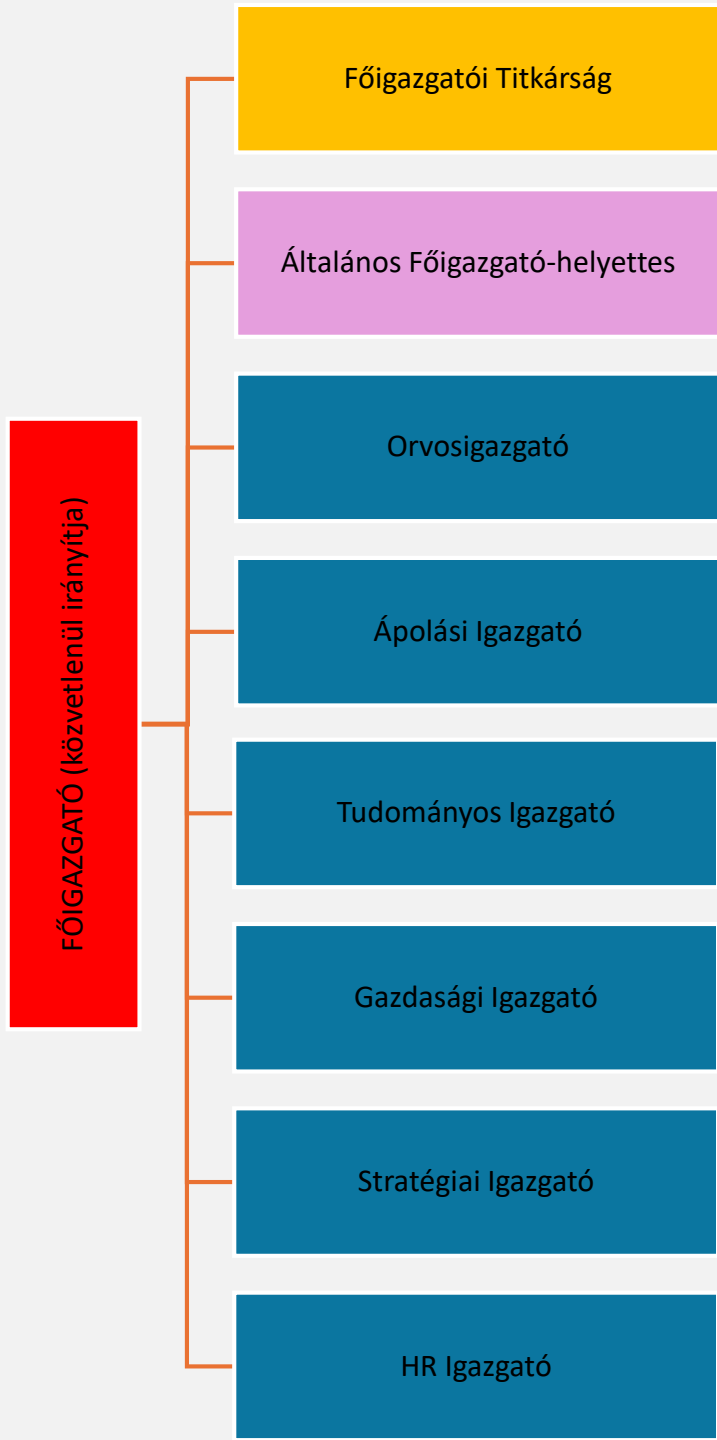 Főigazgatói Titkárság
Általános Főigazgató-helyettes
Orvosigazgató
Ápolási Igazgató
FŐIGAZGATÓ (közvetlenül irányítja)
Tudományos Igazgató
Gazdasági Igazgató
Stratégiai Igazgató
HR Igazgató